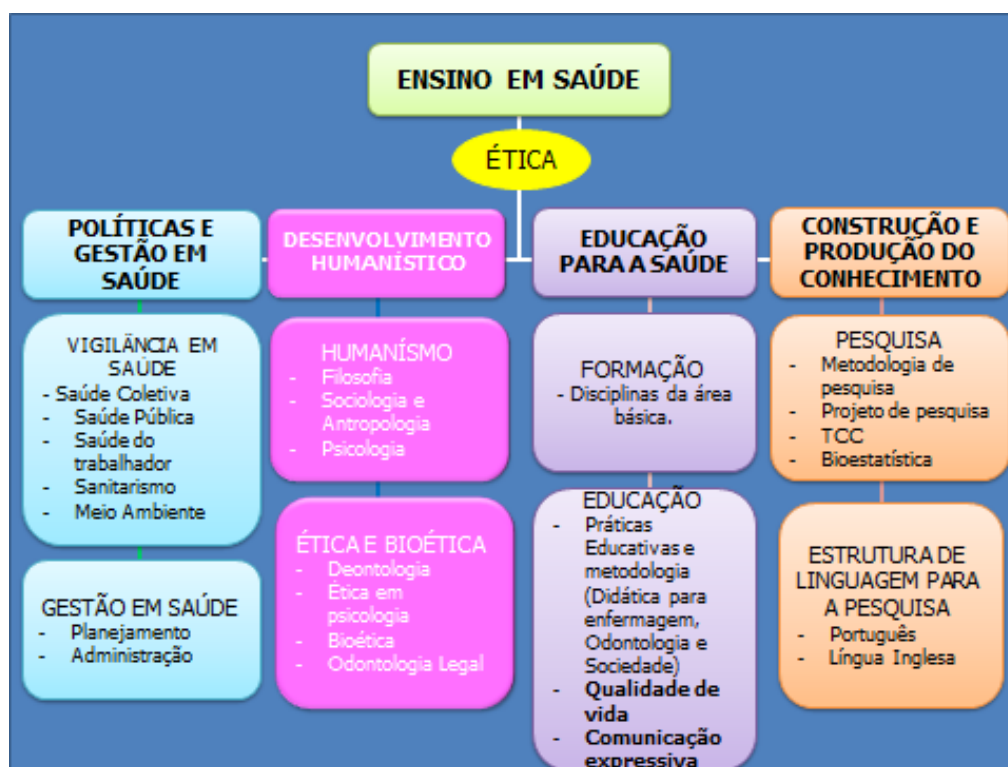 ENSINO EM SAÚDE
ÉTICA
POLÍTICAS E
GESTÃO EM
SAÚDE
VIGILÂNCIA EM
SAÚDE
- Saúde Coletiva
- Saúde Pública
- Saúde do
trabalhador
- Sanitarismo
- Meio Ambiente
GESTÃO EM SAÚDE
- Planejamento
- Administração
DESENVOLVIMENTO
HUMANÍSTICO
HUMANÍSMO
- Filosofia
- Sociologia e
Antropologia
- Psicologia
ÉTICA E BIOÉTICA
- Deontologia
- Ética em
psicologia
- Bioética
- Odontologia Legal
EDUCAÇÃO
PARA A SAÚDE
FORMAÇÃO
- Disciplinas da área
básica.
EDUCAÇÃO
- Práticas
Educativas e
metodologia
(Didática para
enfermagem,
Odontologia e
Sociedade)
- Qualidade de
vida
- Comunicação
expressiva
CONSTRUÇÃO E
PRODUÇÃO DO
CONHECIMENTO
PESQUISA
- Metodologia de
pesquisa
- Projeto de pesquisa
- TCC
- Bioestatística
ESTRUTURA DE
LINGUAGEM PARA
A PESQUISA
- Português
- Língua Inglesa